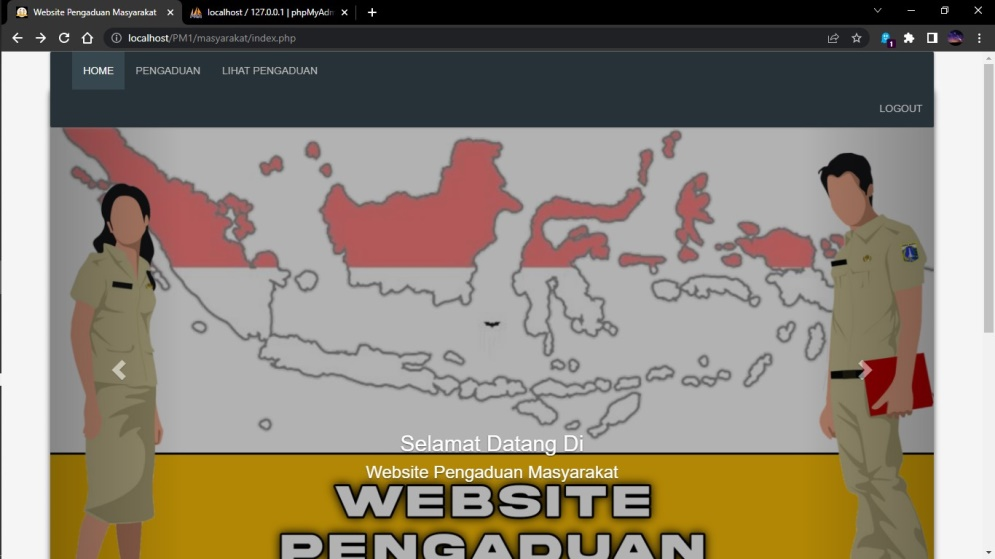 Website Pengaduan Masyarakat
localhost / 127.0.0.1 | phpMyAdm
localhost/PM1/masyarakat/index.php
1
HOME PENGADUAN LIHAT PENGADUAN
LOGOUT
Selamat Datang Di
Website Pengaduan Masyarakat
WEBSITE
PENGADUAN